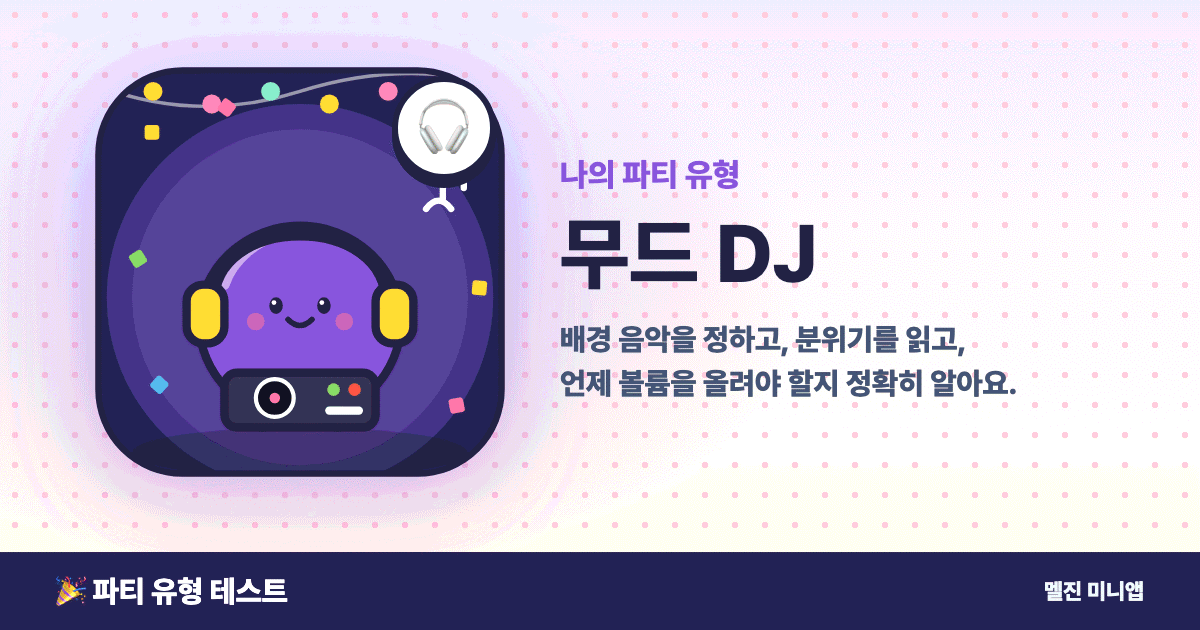 나의 파티 유형
무드 DJ
배경 음악을 정하고, 분위기를 읽고,
언제 볼륨을 올려야 할지 정확히 알아요.
🎉 파티 유형 테스트
멜진 미니앱